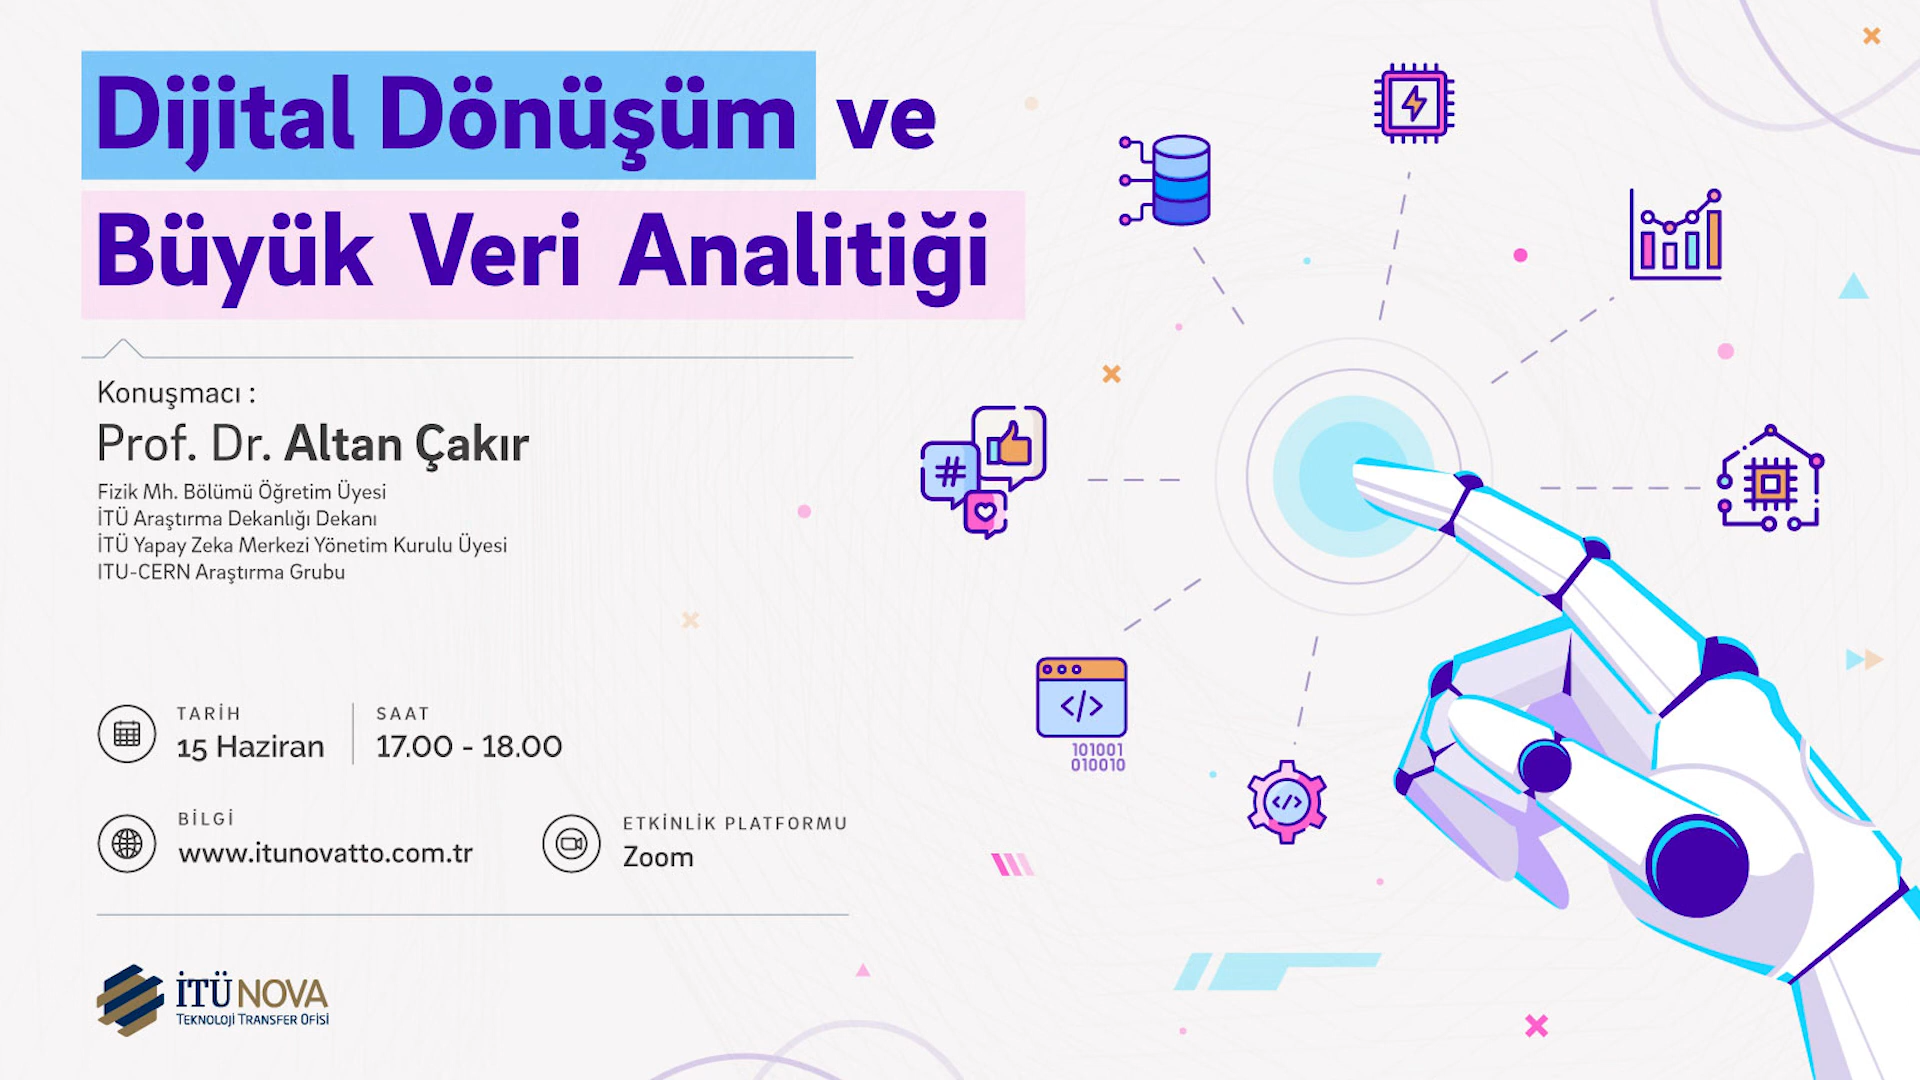 Dijital Dönüşüm ve
Büyük Veri Analitiği
Konuşmacı :
Prof. Dr. Altan Çakır
Fizik Mh. Bölümü Öğretim Üyesi
İTÜ Araştırma Dekanlığı Dekanı
İTÜ Yapay Zeka Merkezi Yönetim Kurulu Üyesi
ITU-CERN Araştırma Grubu
TARİH
15 Haziran
SAAT
17.00 - 18.00
BİLGİ
www.itunovatto.com.tr
ETKİNLİK PLATFORMU
Zoom
İTÜ NOVA
TEKNOLOJİ TRANSFER OFİSİ
#
</>
101001
010010
</>